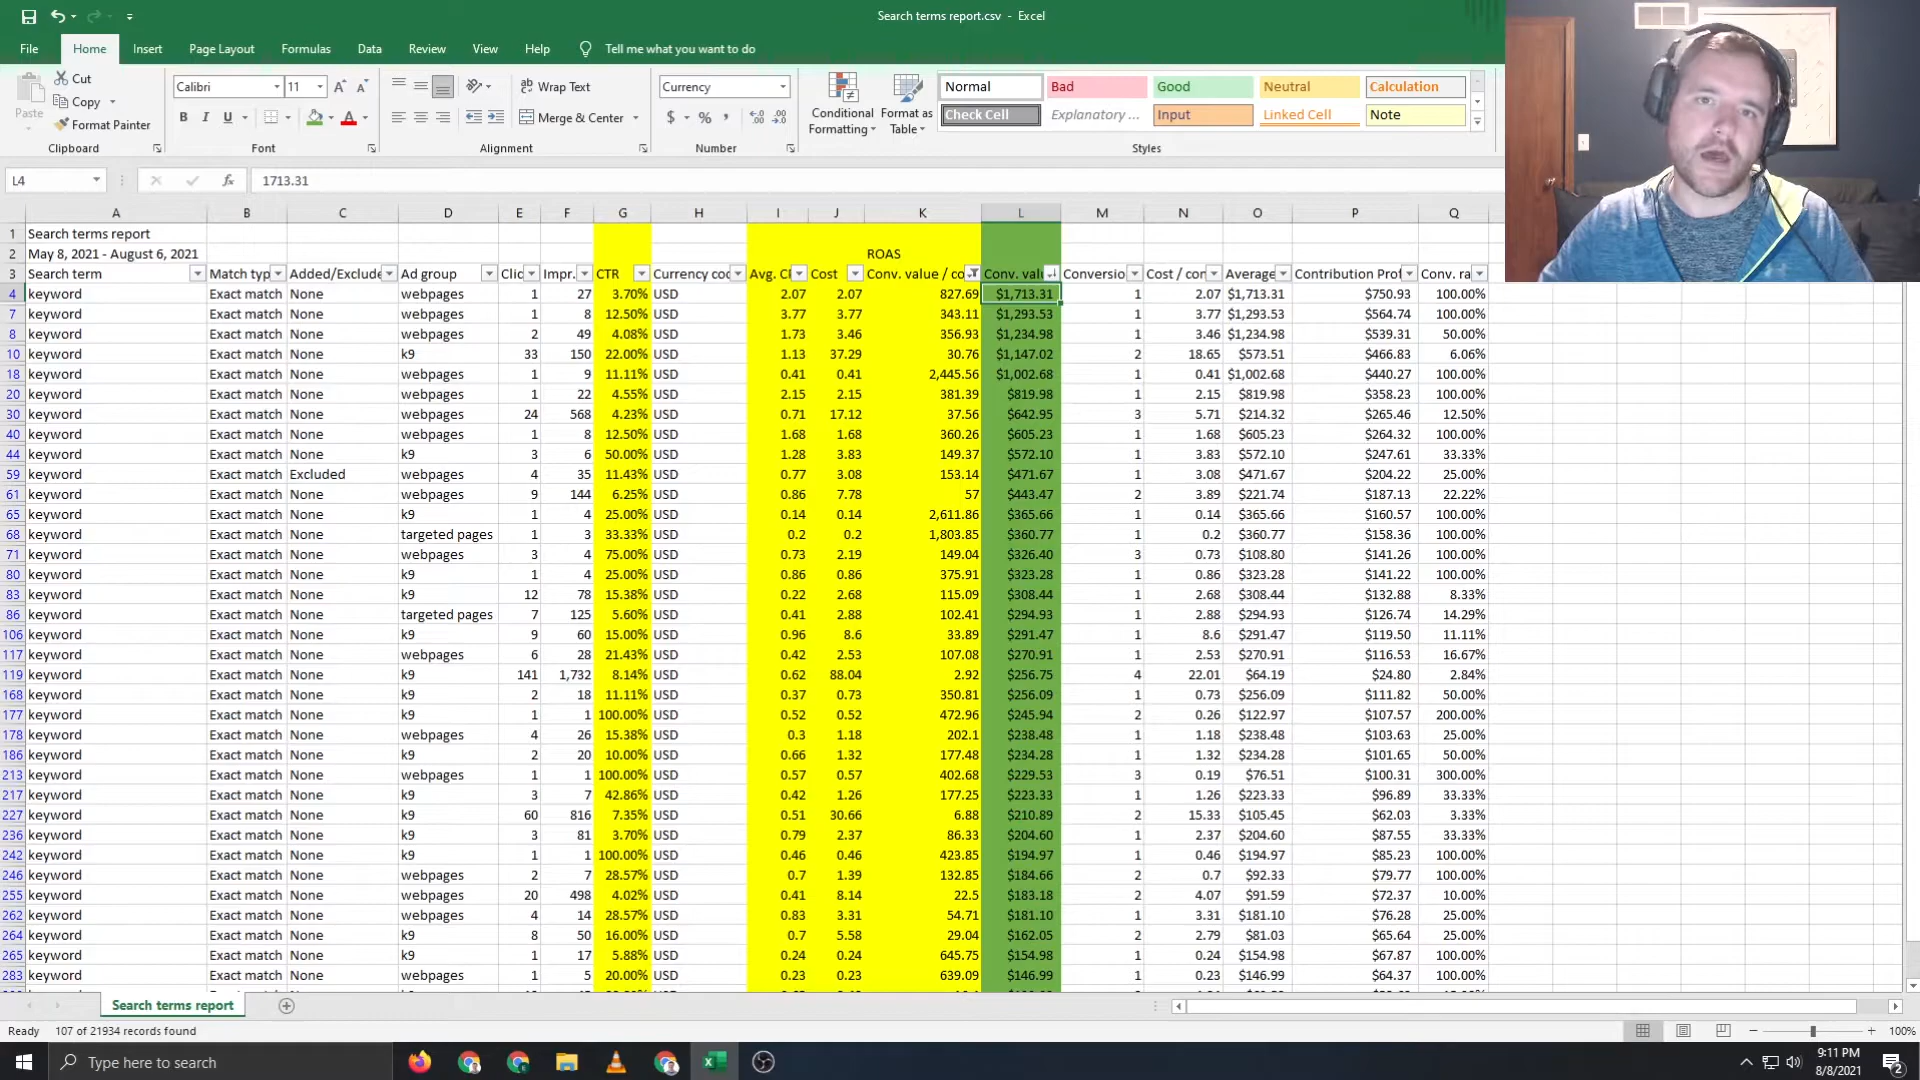 Search terms report.csv - Excel
File Home Insert Page Layout Formulas Data Review View Help Tell me what you want to do
Paste Cut Copy Format Painter Clipboard
Calibri 11 B I U A Font
Wrap Text Merge & Center Alignment
Currency $ % Number
Conditional Formatting Format as Table
Normal Bad Good Neutral Calculation
Check Cell Explanatory ... Input Linked Cell Note
Styles
L4 fx 1713.31
A B C D E F G H I J K L M N O P Q
1 Search terms report
2 May 8, 2021 - August 6, 2021 ROAS
3 Search term Match typ Added/Exclude Ad group Clic Impr. CTR Currency coc Avg. CP Cost Conv. value / co Conv. valu Conversio Cost / con Average Contribution Prof Conv. ra
4 keyword Exact match None webpages 1 27 3.70% USD 2.07 2.07 827.69 $1,713.31 1 2.07 $1,713.31 $750.93 100.00%
7 keyword Exact match None webpages 1 8 12.50% USD 3.77 3.77 343.11 $1,293.53 1 3.77 $1,293.53 $564.74 100.00%
8 keyword Exact match None webpages 2 49 4.08% USD 1.73 3.46 356.93 $1,234.98 1 3.46 $1,234.98 $539.31 50.00%
10 keyword Exact match None k9 33 150 22.00% USD 1.13 37.29 30.76 $1,147.02 2 18.65 $573.51 $466.83 6.06%
18 keyword Exact match None webpages 1 9 11.11% USD 0.41 0.41 2,445.56 $1,002.68 1 0.41 $1,002.68 $440.27 100.00%
20 keyword Exact match None webpages 1 22 4.55% USD 2.15 2.15 381.39 $819.98 1 2.15 $819.98 $358.23 100.00%
30 keyword Exact match None webpages 24 568 4.23% USD 0.71 17.12 37.56 $642.95 3 5.71 $214.32 $265.46 12.50%
40 keyword Exact match None webpages 1 8 12.50% USD 1.68 1.68 360.26 $605.23 1 1.68 $605.23 $264.32 100.00%
44 keyword Exact match None k9 3 6 50.00% USD 1.28 3.83 149.37 $572.10 1 3.83 $572.10 $247.61 33.33%
59 keyword Exact match Excluded webpages 4 35 11.43% USD 0.77 3.08 153.14 $471.67 1 3.08 $471.67 $204.22 25.00%
61 keyword Exact match None webpages 9 144 6.25% USD 0.86 7.78 57 $443.47 2 3.89 $221.74 $187.13 22.22%
65 keyword Exact match None k9 1 4 25.00% USD 0.14 0.14 2,611.86 $365.66 1 0.14 $365.66 $160.57 100.00%
68 keyword Exact match None targeted pages 1 3 33.33% USD 0.2 0.2 1,803.85 $360.77 1 0.2 $360.77 $158.36 100.00%
71 keyword Exact match None webpages 3 4 75.00% USD 0.73 2.19 149.04 $326.40 3 0.73 $108.80 $141.26 100.00%
80 keyword Exact match None k9 1 4 25.00% USD 0.86 0.86 375.91 $323.28 1 0.86 $323.28 $141.22 100.00%
83 keyword Exact match None k9 12 78 15.38% USD 0.22 2.68 115.09 $308.44 1 2.68 $308.44 $132.88 8.33%
86 keyword Exact match None targeted pages 7 125 5.60% USD 0.41 2.88 102.41 $294.93 1 2.88 $294.93 $126.74 14.29%
106 keyword Exact match None k9 9 60 15.00% USD 0.96 8.6 33.89 $291.47 1 8.6 $291.47 $119.50 11.11%
117 keyword Exact match None webpages 6 28 21.43% USD 0.42 2.53 107.08 $270.91 1 2.53 $270.91 $116.53 16.67%
119 keyword Exact match None k9 141 1,732 8.14% USD 0.62 88.04 2.92 $256.75 4 22.01 $64.19 $24.80 2.84%
168 keyword Exact match None k9 2 18 11.11% USD 0.37 0.73 350.81 $256.09 1 0.73 $256.09 $111.82 50.00%
177 keyword Exact match None k9 1 1 100.00% USD 0.52 0.52 472.96 $245.94 2 0.26 $122.97 $107.57 200.00%
178 keyword Exact match None webpages 4 26 15.38% USD 0.3 1.18 202.1 $238.48 1 1.18 $238.48 $103.63 25.00%
186 keyword Exact match None k9 2 20 10.00% USD 0.66 1.32 177.48 $234.28 1 1.32 $234.28 $101.65 50.00%
213 keyword Exact match None webpages 1 1 100.00% USD 0.57 0.57 402.68 $229.53 3 0.19 $76.51 $100.31 300.00%
217 keyword Exact match None k9 3 7 42.86% USD 0.42 1.26 177.25 $223.33 1 1.26 $223.33 $96.89 33.33%
227 keyword Exact match None k9 60 816 7.35% USD 0.51 30.66 6.88 $210.89 2 15.33 $105.45 $62.03 3.33%
236 keyword Exact match None k9 3 81 3.70% USD 0.79 2.37 86.33 $204.60 1 2.37 $204.60 $87.55 33.33%
242 keyword Exact match None k9 1 1 100.00% USD 0.46 0.46 423.85 $194.97 1 0.46 $194.97 $85.23 100.00%
246 keyword Exact match None webpages 2 7 28.57% USD 0.7 1.39 132.85 $184.66 2 0.7 $92.33 $79.77 100.00%
255 keyword Exact match None webpages 20 498 4.02% USD 0.41 8.14 22.5 $183.18 2 4.07 $91.59 $72.37 10.00%
262 keyword Exact match None webpages 4 14 28.57% USD 0.83 3.31 54.71 $181.10 1 3.31 $181.10 $76.28 25.00%
264 keyword Exact match None k9 8 50 16.00% USD 0.7 5.58 29.04 $162.05 2 2.79 $81.03 $65.64 25.00%
265 keyword Exact match None k9 1 17 5.88% USD 0.24 0.24 645.75 $154.98 1 0.24 $154.98 $67.87 100.00%
283 keyword Exact match None webpages 1 5 20.00% USD 0.23 0.23 639.09 $146.99 1 0.23 $146.99 $64.37 100.00%
Search terms report
Ready 107 of 21934 records found 100%
Type here to search 9:11 PM
8/8/2021 2